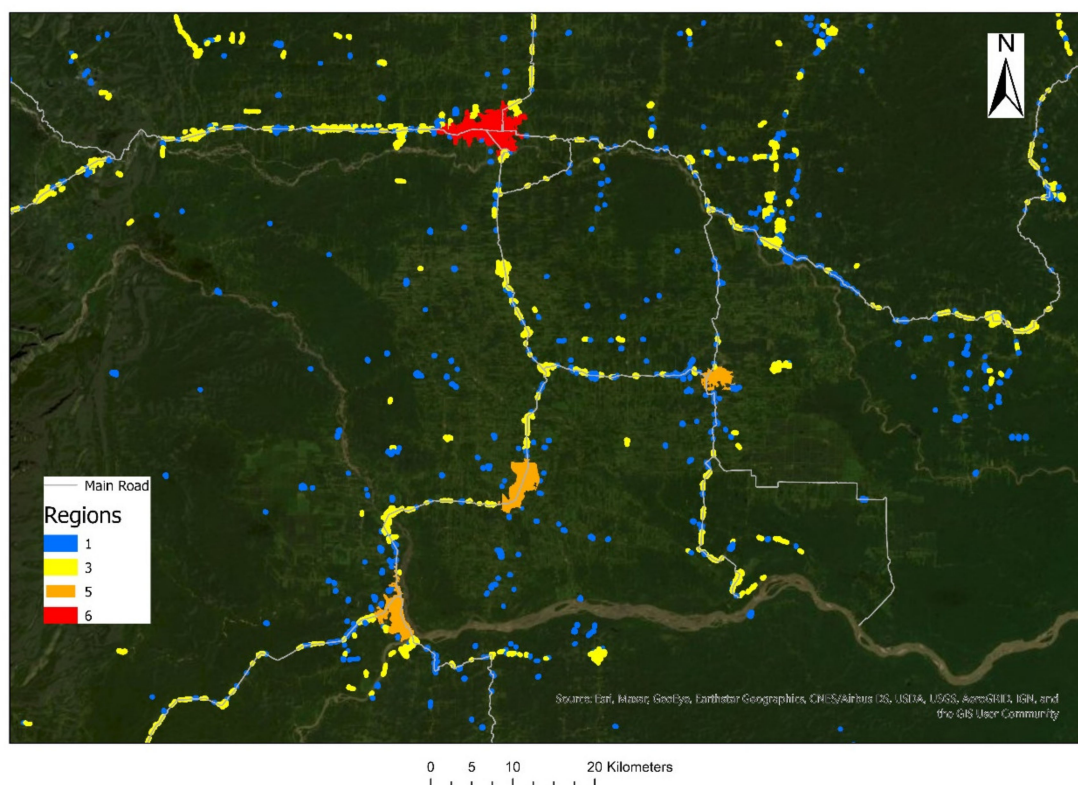 N
Main Road
Regions
1
3
5
6
Source: Esri, Maxar, GeoEye, Earthstar Geographics, CNES/Airbus DS, USDA, USGS, AeroGRID, IGN, and
the GIS User Community
0 5 10 20 Kilometers